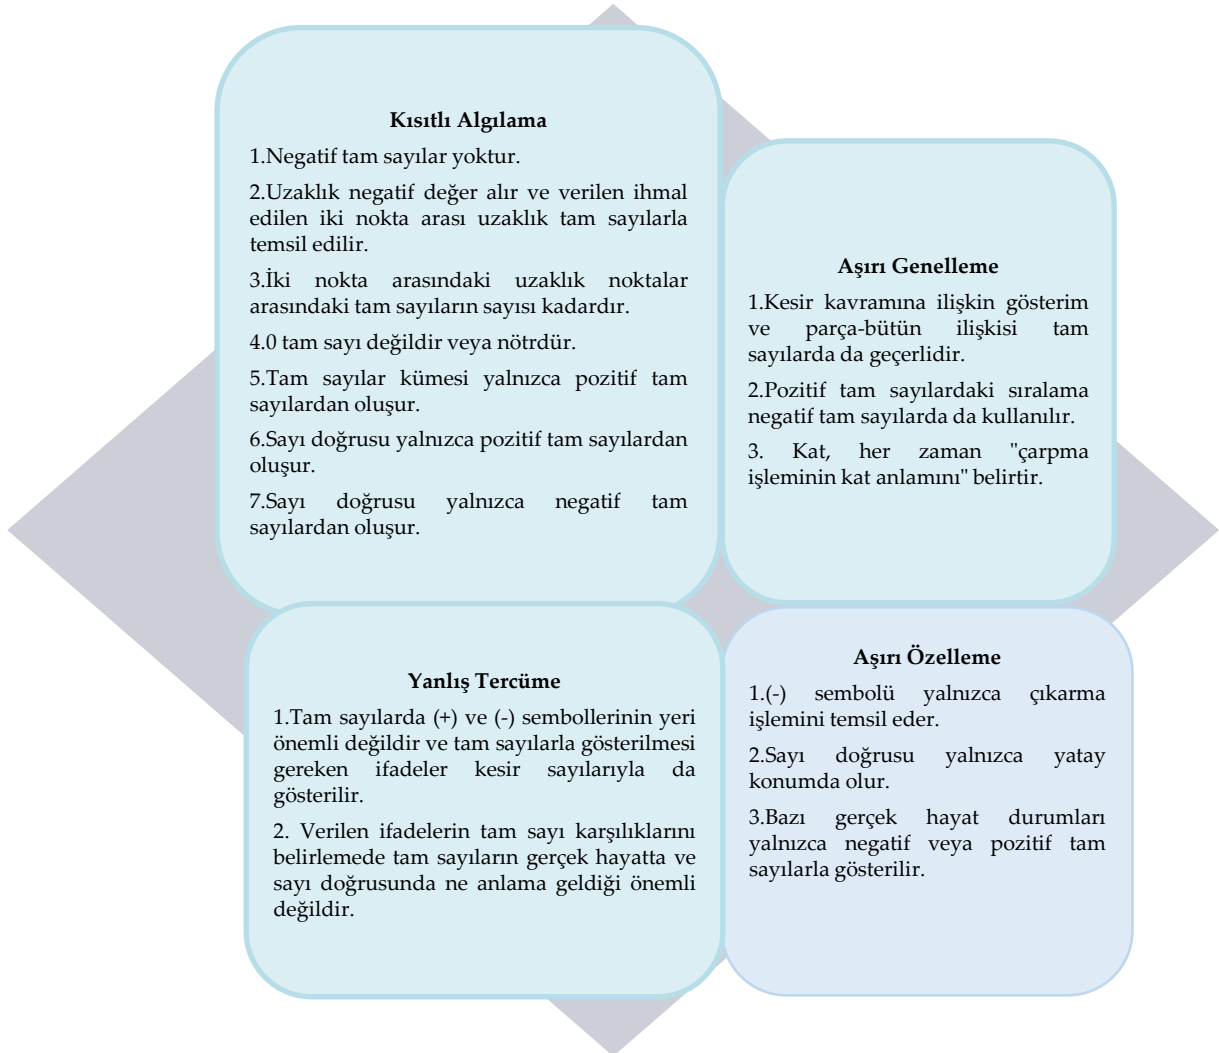 Kısıtlı Algılama
1.Negatif tam sayılar yoktur.
2.Uzaklık negatif değer alır ve verilen ihmal
edilen iki nokta arası uzaklık tam sayılarla
temsil edilir.
3.İki nokta arasındaki uzaklık noktalar
arasındaki tam sayıların sayısı kadardır.
4.0 tam sayı değildir veya nötrdür.
5.Tam sayılar kümesi yalnızca pozitif tam
sayılardan oluşur.
6.Sayı doğrusu yalnızca pozitif tam sayılardan
oluşur.
7.Sayı doğrusu yalnızca negatif tam
sayılardan oluşur.
Aşırı Genelleme
1.Kesir kavramına ilişkin gösterim
ve parça-bütün ilişkisi tam
sayılarda da geçerlidir.
2.Pozitif tam sayılardaki sıralama
negatif tam sayılarda da kullanılır.
3. Kat, her zaman "çarpma
işleminin kat anlamını" belirtir.
Yanlış Tercüme
1.Tam sayılarda (+) ve (-) sembollerinin yeri
önemli değildir ve tam sayılarla gösterilmesi
gereken ifadeler kesir sayılarıyla da
gösterilir.
2. Verilen ifadelerin tam sayı karşılıklarını
belirlemede tam sayıların gerçek hayatta ve
sayı doğrusunda ne anlama geldiği önemli
değildir.
Aşırı Özelleme
1.(-) sembolü yalnızca çıkarma
işlemini temsil eder.
2.Sayı doğrusu yalnızca yatay
konumda olur.
3.Bazı gerçek hayat durumları
yalnızca negatif veya pozitif tam
sayılarla gösterilir.